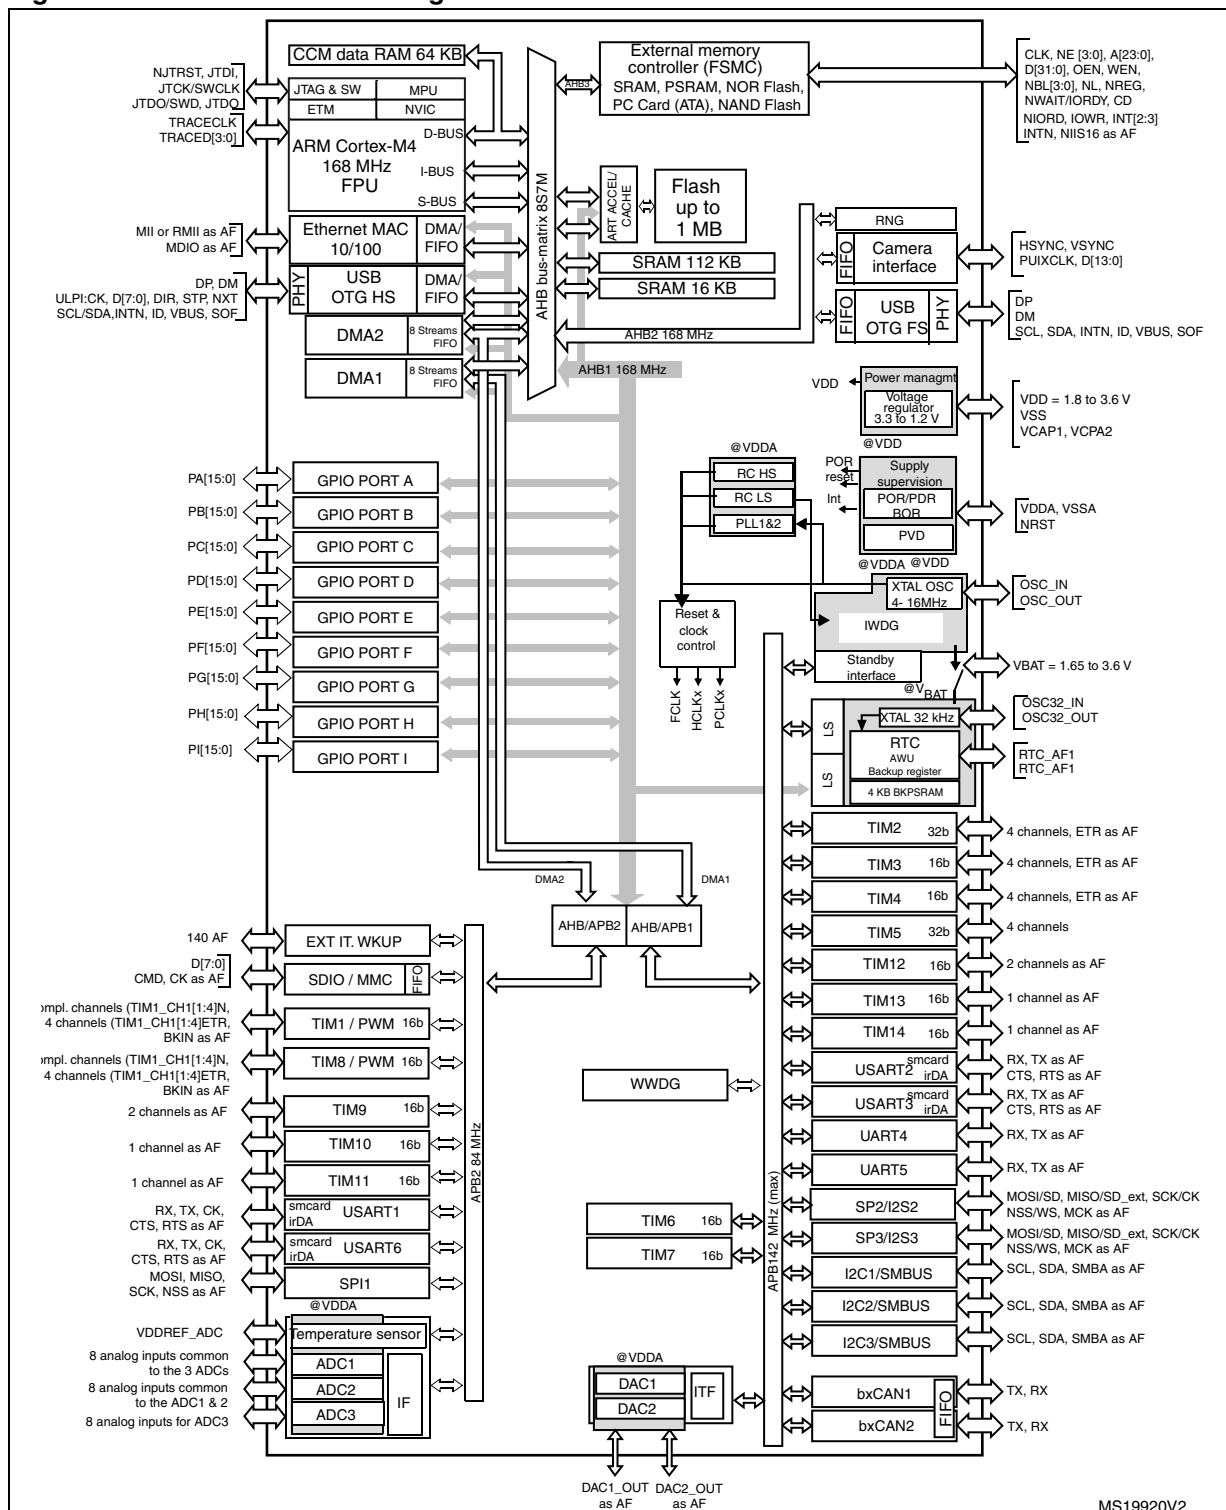 CCM data RAM 64 KB
External memory
controller (FSMC)
SRAM, PSRAM, NOR Flash,
PC Card (ATA), NAND Flash
AHB3
CLK, NE [3:0], A[23:0],
D[31:0], OEN, WEN,
NBL[3:0], NL, NREG,
NWAIT/IORDY, CD
NIORD, IOWR, INT[2:3]
INTN, NIIS16 as AF
NJTRST, JTDI,
JTCK/SWCLK
JTDO/SWD, JTDO
TRACECLK
TRACED[3:0]
JTAG & SW
MPU
ETM
NVIC
ARM Cortex-M4
168 MHz
FPU
D-BUS
I-BUS
S-BUS
AHB bus-matrix 8S7M
ART ACCEL/
CACHE
Flash
up to
1 MB
SRAM 112 KB
SRAM 16 KB
AHB2 168 MHz
AHB1 168 MHz
MII or RMII as AF
MDIO as AF
Ethernet MAC
10/100
DMA/
FIFO
DP, DM
ULPI:CK, D[7:0], DIR, STP, NXT
SCL/SDA,INTN, ID, VBUS, SOF
PHY
USB
OTG HS
DMA/
FIFO
DMA2
8 Streams
FIFO
DMA1
8 Streams
FIFO
RNG
FIFO
Camera
interface
HSYNC, VSYNC
PUIXCLK, D[13:0]
FIFO
USB
OTG FS
PHY
DP
DM
SCL, SDA, INTN, ID, VBUS, SOF
VDD
Power managmt
Voltage
regulator
3.3 to 1.2 V
@VDD
VDD = 1.8 to 3.6 V
VSS
VCAP1, VCPA2
@VDDA
RC HS
RC LS
PLL1&2
POR
reset
Int
Supply
supervision
POR/PDR
BOR
PVD
@VDDA
@VDD
VDDA, VSSA
NRST
XTAL OSC
4- 16MHz
OSC_IN
OSC_OUT
IWDG
Standby
interface
VBAT = 1.65 to 3.6 V
@VBAT
Reset &
clock
control
FCLK
HCLKx
PCLKx
LS
LS
XTAL 32 kHz
OSC32_IN
OSC32_OUT
RTC
AWU
Backup register
4 KB BKPSRAM
RTC_AF1
RTC_AF1
PA[15:0]
GPIO PORT A
PB[15:0]
GPIO PORT B
PC[15:0]
GPIO PORT C
PD[15:0]
GPIO PORT D
PE[15:0]
GPIO PORT E
PF[15:0]
GPIO PORT F
PG[15:0]
GPIO PORT G
PH[15:0]
GPIO PORT H
PI[15:0]
GPIO PORT I
DMA2
DMA1
AHB/APB2
AHB/APB1
140 AF
EXT IT. WKUP
D[7:0]
CMD, CK as AF
SDIO / MMC
FIFO
compl. channels (TIM1_CH1[1:4]N,
4 channels (TIM1_CH1[1:4]ETR,
BKIN as AF
TIM1 / PWM 16b
compl. channels (TIM1_CH1[1:4]N,
4 channels (TIM1_CH1[1:4]ETR,
BKIN as AF
TIM8 / PWM 16b
2 channels as AF
TIM9 16b
1 channel as AF
TIM10 16b
1 channel as AF
TIM11 16b
RX, TX, CK,
CTS, RTS as AF
smcard
irDA
USART1
RX, TX, CK,
CTS, RTS as AF
smcard
irDA
USART6
MOSI, MISO,
SCK, NSS as AF
SPI1
@VDDA
VDDREF_ADC
Temperature sensor
8 analog inputs common
to the 3 ADCs
ADC1
8 analog inputs common
to the ADC1 & 2
ADC2
8 analog inputs for ADC3
ADC3
IF
APB2 84 MHz
WWDG
TIM6 16b
TIM7 16b
@VDDA
DAC1
DAC2
ITF
DAC1_OUT
as AF
DAC2_OUT
as AF
APB142 MHz (max)
TIM2 32b
4 channels, ETR as AF
TIM3 16b
4 channels, ETR as AF
TIM4 16b
4 channels, ETR as AF
TIM5 32b
4 channels
TIM12 16b
2 channels as AF
TIM13 16b
1 channel as AF
TIM14 16b
1 channel as AF
USART2
smcard
irDA
RX, TX as AF
CTS, RTS as AF
USART3
smcard
irDA
RX, TX as AF
CTS, RTS as AF
UART4
RX, TX as AF
UART5
RX, TX as AF
SP2/I2S2
MOSI/SD, MISO/SD_ext, SCK/CK
NSS/WS, MCK as AF
SP3/I2S3
MOSI/SD, MISO/SD_ext, SCK/CK
NSS/WS, MCK as AF
I2C1/SMBUS
SCL, SDA, SMBA as AF
I2C2/SMBUS
SCL, SDA, SMBA as AF
I2C3/SMBUS
SCL, SDA, SMBA as AF
bxCAN1
TX, RX
bxCAN2
TX, RX
FIFO
MS19920V2